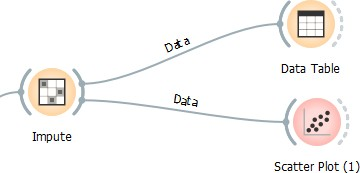 Data
Data Table
Data
Impute
Scatter Plot (1)